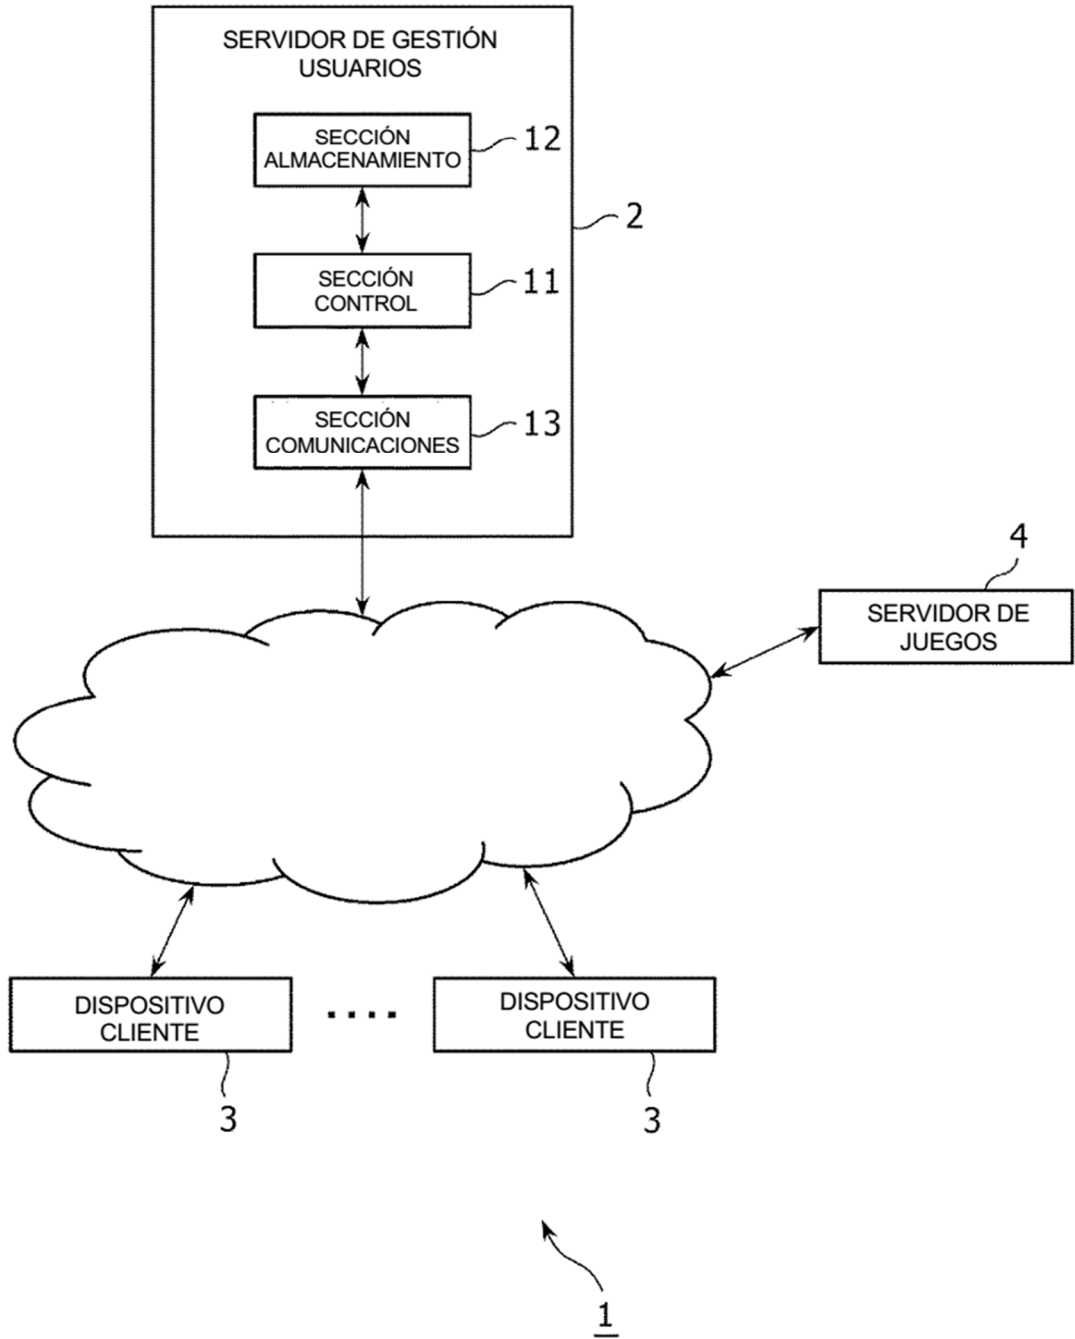 SERVIDOR DE GESTIÓN
USUARIOS
SECCIÓN
ALMACENAMIENTO
12
2
SECCIÓN
CONTROL
11
SECCIÓN
COMUNICACIONES
13
4
SERVIDOR DE
JUEGOS
DISPOSITIVO
CLIENTE
....
DISPOSITIVO
CLIENTE
3
3
1